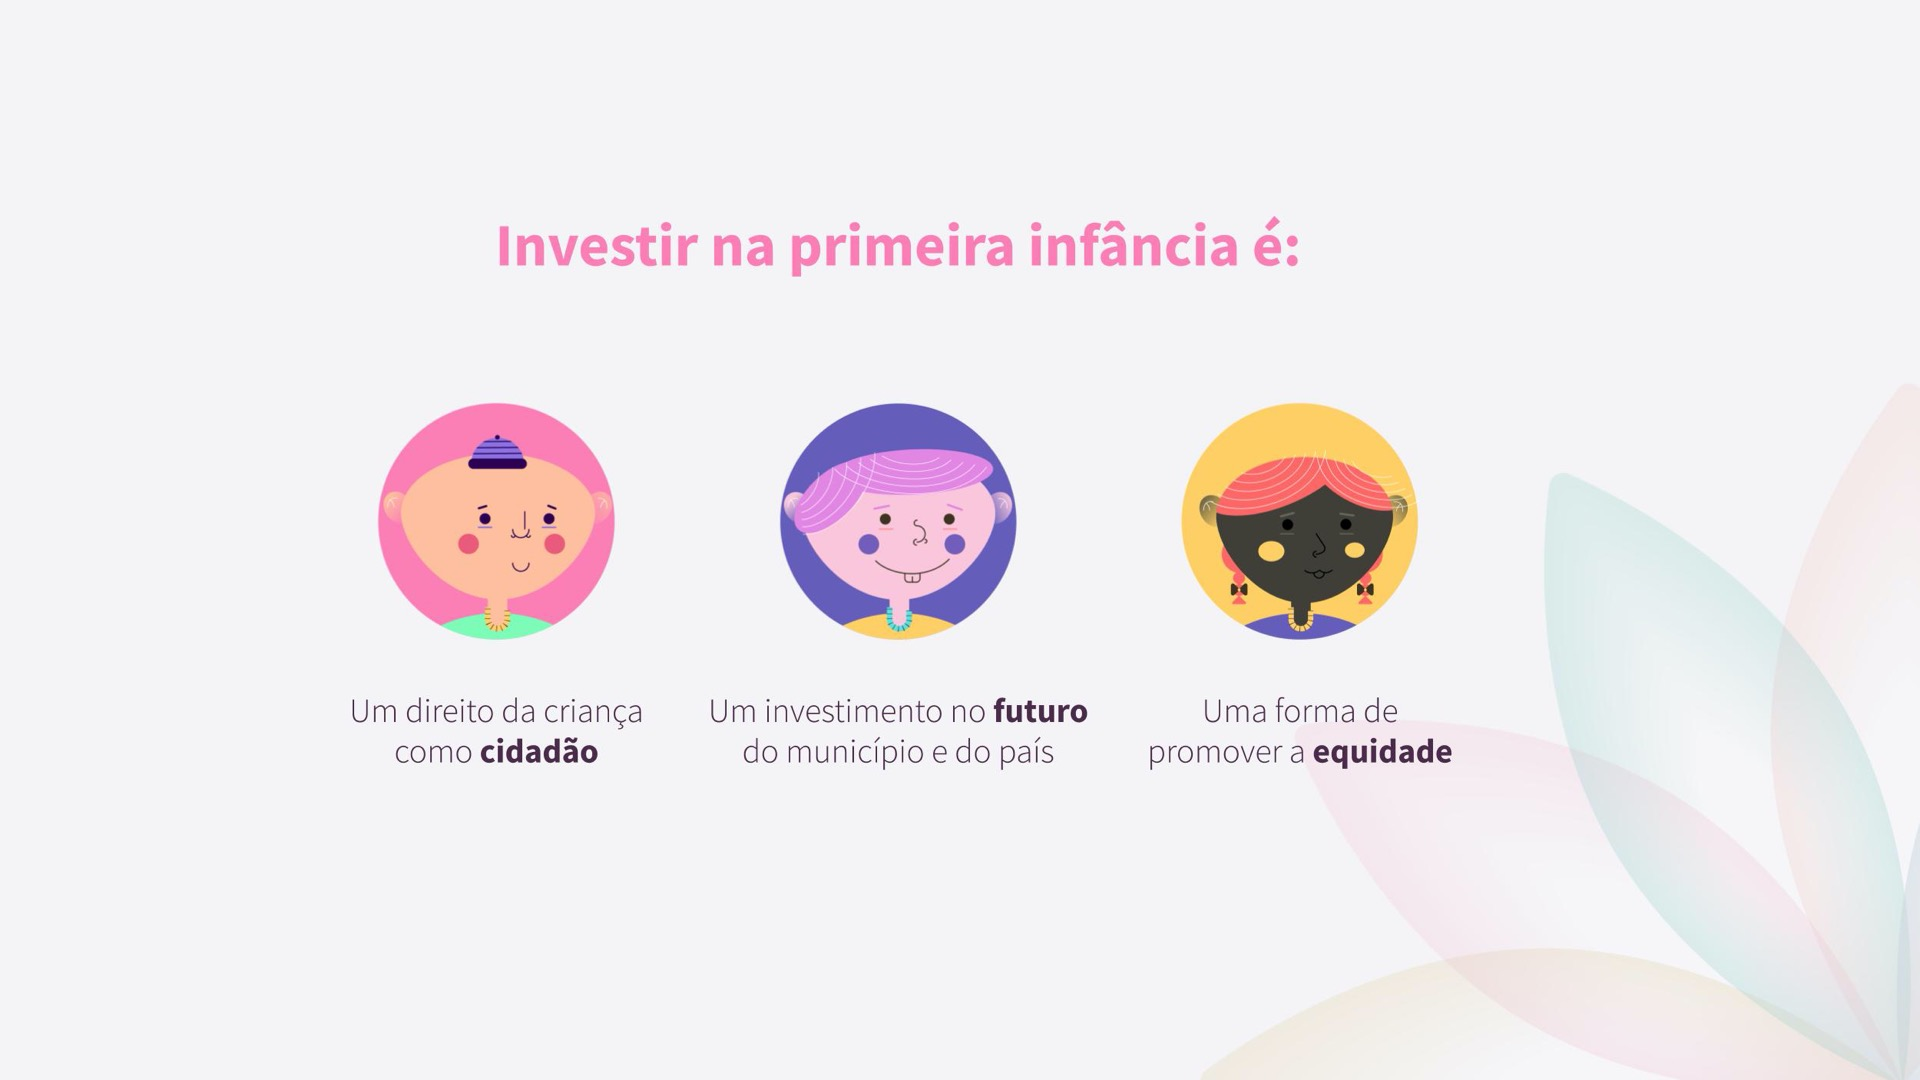 Investir na primeira infância é:
Um direito da criança
como cidadão
Um investimento no futuro
do município e do país
Uma forma de
promover a equidade